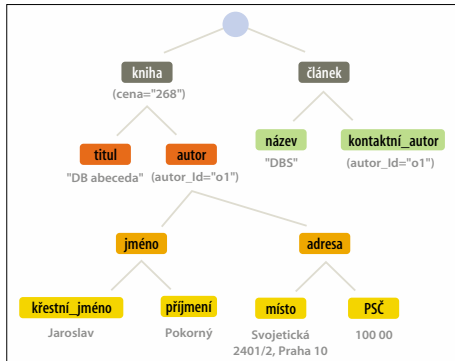 kniha
článek
(cena="268")
titul
autor
název
kontaktní_autor
"DB abeceda"
(autor_Id="o1")
"DBS"
(autor_Id="o1")
jméno
adresa
křestní_jméno
příjmení
místo
PSČ
Jaroslav
Pokorný
Svojetická
2401/2, Praha 10
100 00